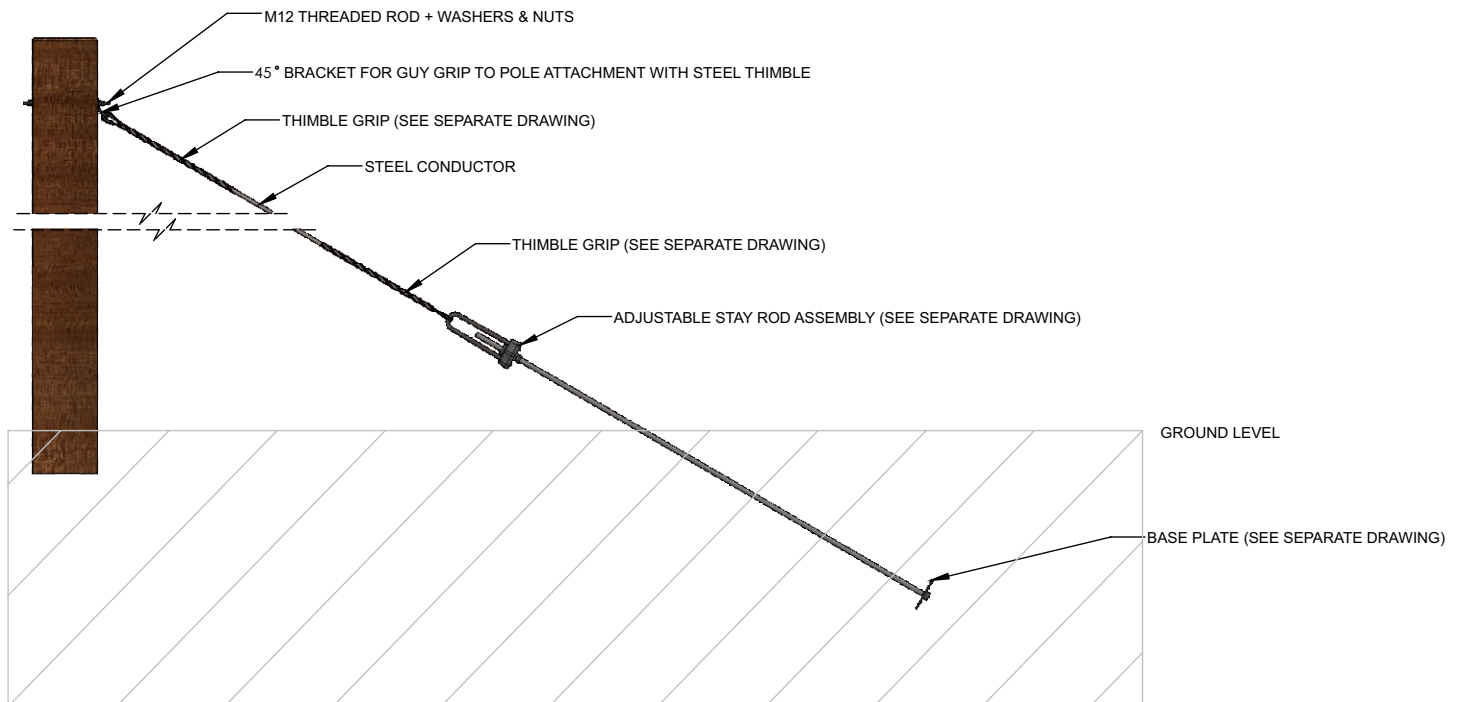 M12 THREADED ROD + WASHERS & NUTS
45° BRACKET FOR GUY GRIP TO POLE ATTACHMENT WITH STEEL THIMBLE
THIMBLE GRIP (SEE SEPARATE DRAWING)
STEEL CONDUCTOR
THIMBLE GRIP (SEE SEPARATE DRAWING)
ADJUSTABLE STAY ROD ASSEMBLY (SEE SEPARATE DRAWING)
GROUND LEVEL
BASE PLATE (SEE SEPARATE DRAWING)